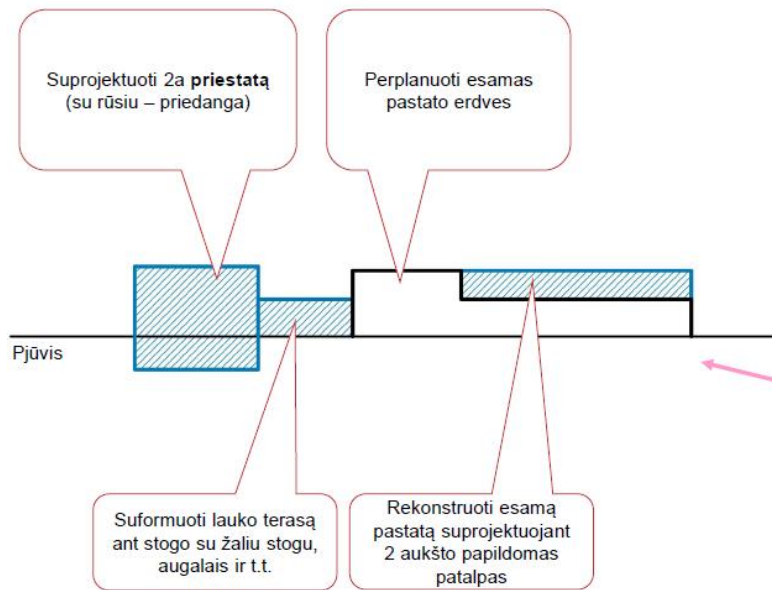 Suprojektuoti 2a priestatą
(su rūsiu – priedanga)
Perplanuoti esamas
pastato erdves
Pjūvis
Suformuoti lauko terasą
ant stogo su žaliu stogu,
augalais ir t.t.
Rekonstruoti esamą
pastatą suprojektuojant
2 aukšto papildomas
patalpas